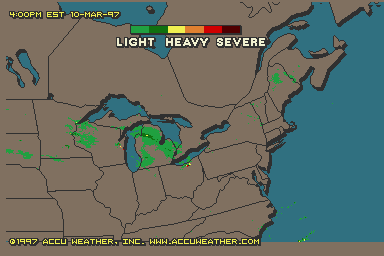 4:00PM EST 10-MAR-97
LIGHT HEAVY SEVERE
©1997 ACCU WEATHER, INC. WWW.ACCUWEATHER.COM